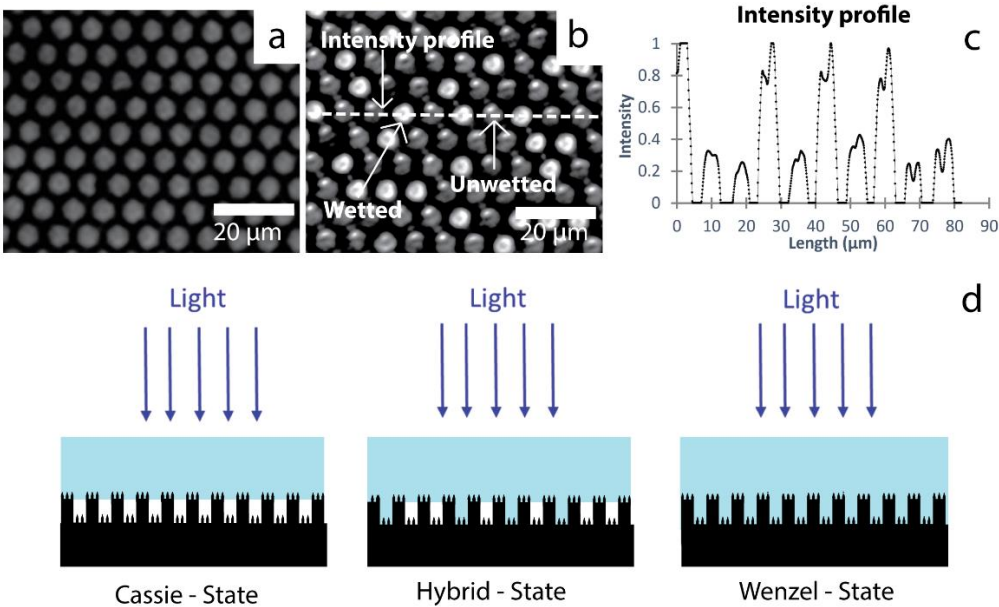 a
20 µm
b
Intensity profile
Wetted
Unwetted
20 µm
Intensity profile
c
Intensity
1
0.8
0.6
0.4
0.2
0
0 10 20 30 40 50 60 70 80 90
Length (µm)
d
Light
Light
Light
Cassie - State
Hybrid - State
Wenzel - State